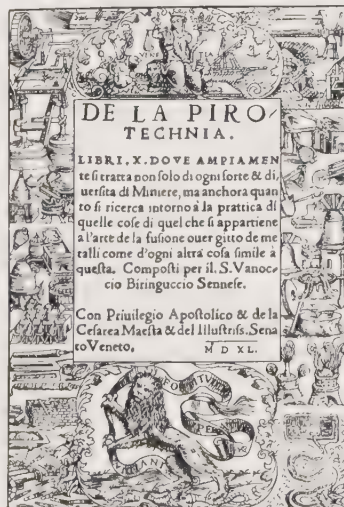 DE LA PIRO/
TECHNIA.
LIBRI. X. DOVE AMPIAMEN
te si tratta non solo di ogni sorte & di,
uersita di Miniere, ma anchora quan
to si ricerca intorno à la prattica di
quelle cose di quel che si appartiene
a l'arte de la fusione ouer gitto de me
talli come d'ogni altra cosa simile à
questa. Composti per il. S. Vanoc-
cio Biringuccio Sennese.
Con Priuilegio Apostolico & de la
Cesarea Maesta & del Illustriss. Sena
to Veneto.
M D XL.